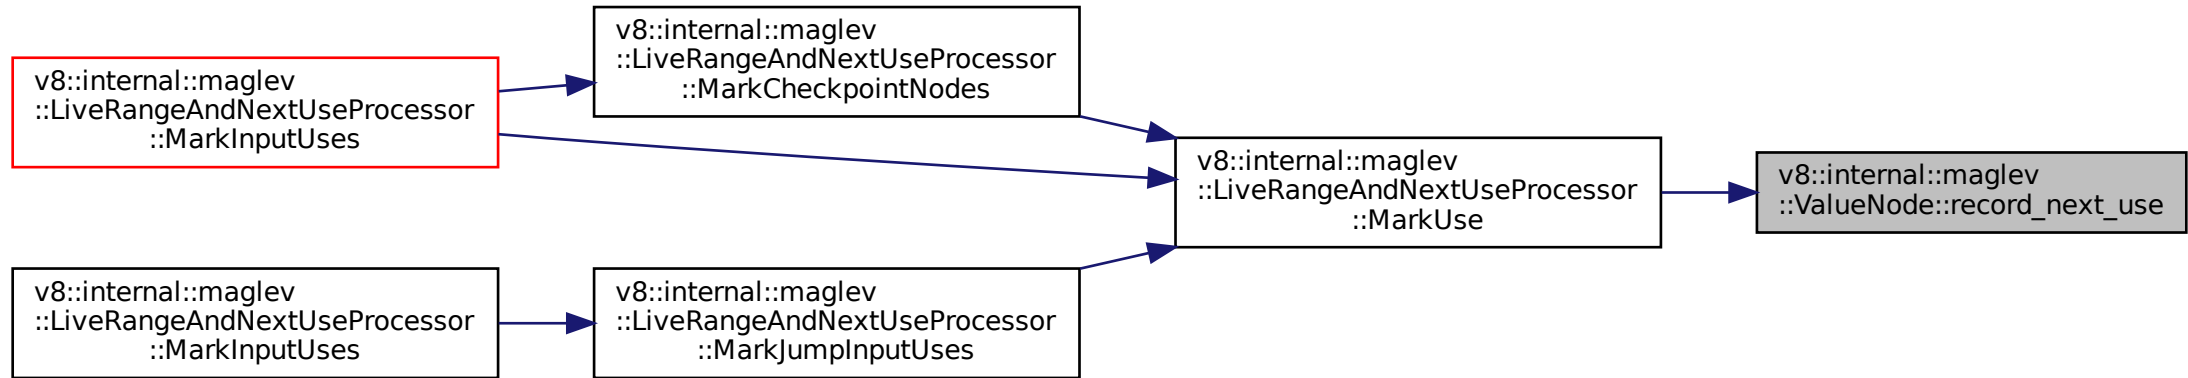 v8::internal::maglev
::LiveRangeAndNextUseProcessor
::MarkInputUses
v8::internal::maglev
::LiveRangeAndNextUseProcessor
::MarkCheckpointNodes
v8::internal::maglev
::LiveRangeAndNextUseProcessor
::MarkUse
v8::internal::maglev
::ValueNode::record_next_use
v8::internal::maglev
::LiveRangeAndNextUseProcessor
::MarkInputUses
v8::internal::maglev
::LiveRangeAndNextUseProcessor
::MarkJumpInputUses